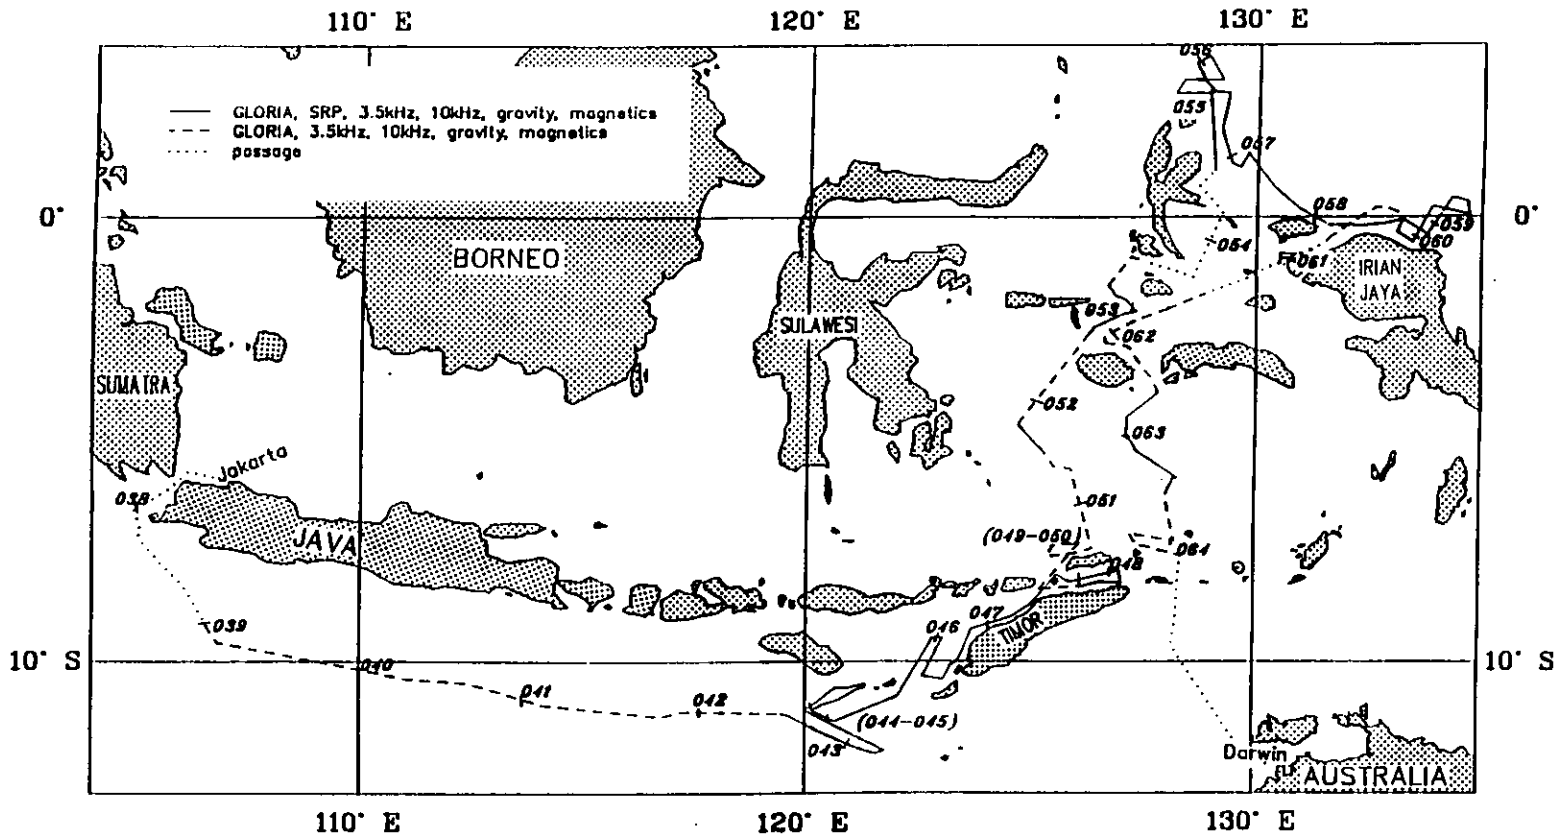 110° E 120° E 130° E
056
GLORIA, SRP, 3.5kHz, 10kHz, gravity, magnetics
GLORIA, 3.5kHz, 10kHz, gravity, magnetics
passage
055
057
0° 0°
058
059
060
054
061
BORNEO
IRIAN
JAYA
053
SULAWESI
062
SUMATRA
052
063
Jakarta
038
051
JAVA
(049-050)
064
048
047
046
039
TIMOR
10° S 10° S
040
041
042
(044-045)
043
Darwin
AUSTRALIA
110° E 120° E 130° E